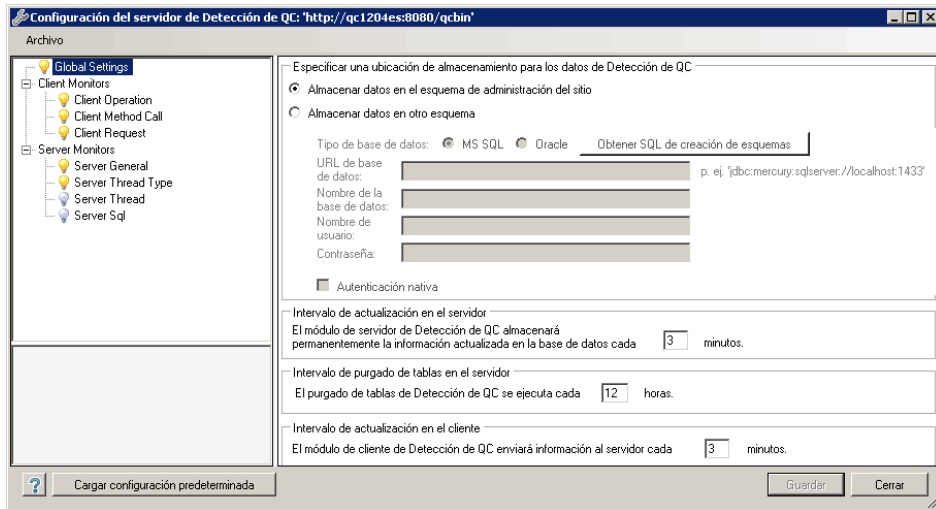 Configuración del servidor de Detección de QC: 'http://qc1204es:8080/qcbin'
Archivo
Global Settings
Client Monitors
Client Operation
Client Method Call
Client Request
Server Monitors
Server General
Server Thread Type
Server Thread
Server Sql
Especificar una ubicación de almacenamiento para los datos de Detección de QC
Almacenar datos en el esquema de administración del sitio
Almacenar datos en otro esquema
Tipo de base de datos: MS SQL Oracle Obtener SQL de creación de esquemas
URL de base
de datos: p. ej. 'jdbc:mercury:sqlserver://localhost:1433'
Nombre de la
base de datos:
Nombre de
usuario:
Contraseña:
Autenticación nativa
Intervalo de actualización en el servidor
El módulo de servidor de Detección de QC almacenará
permanentemente la información actualizada en la base de datos cada 3 minutos.
Intervalo de purgado de tablas en el servidor
El purgado de tablas de Detección de QC se ejecuta cada 12 horas.
Intervalo de actualización en el cliente
El módulo de cliente de Detección de QC enviará información al servidor cada 3 minutos.
? Cargar configuración predeterminada Guardar Cerrar